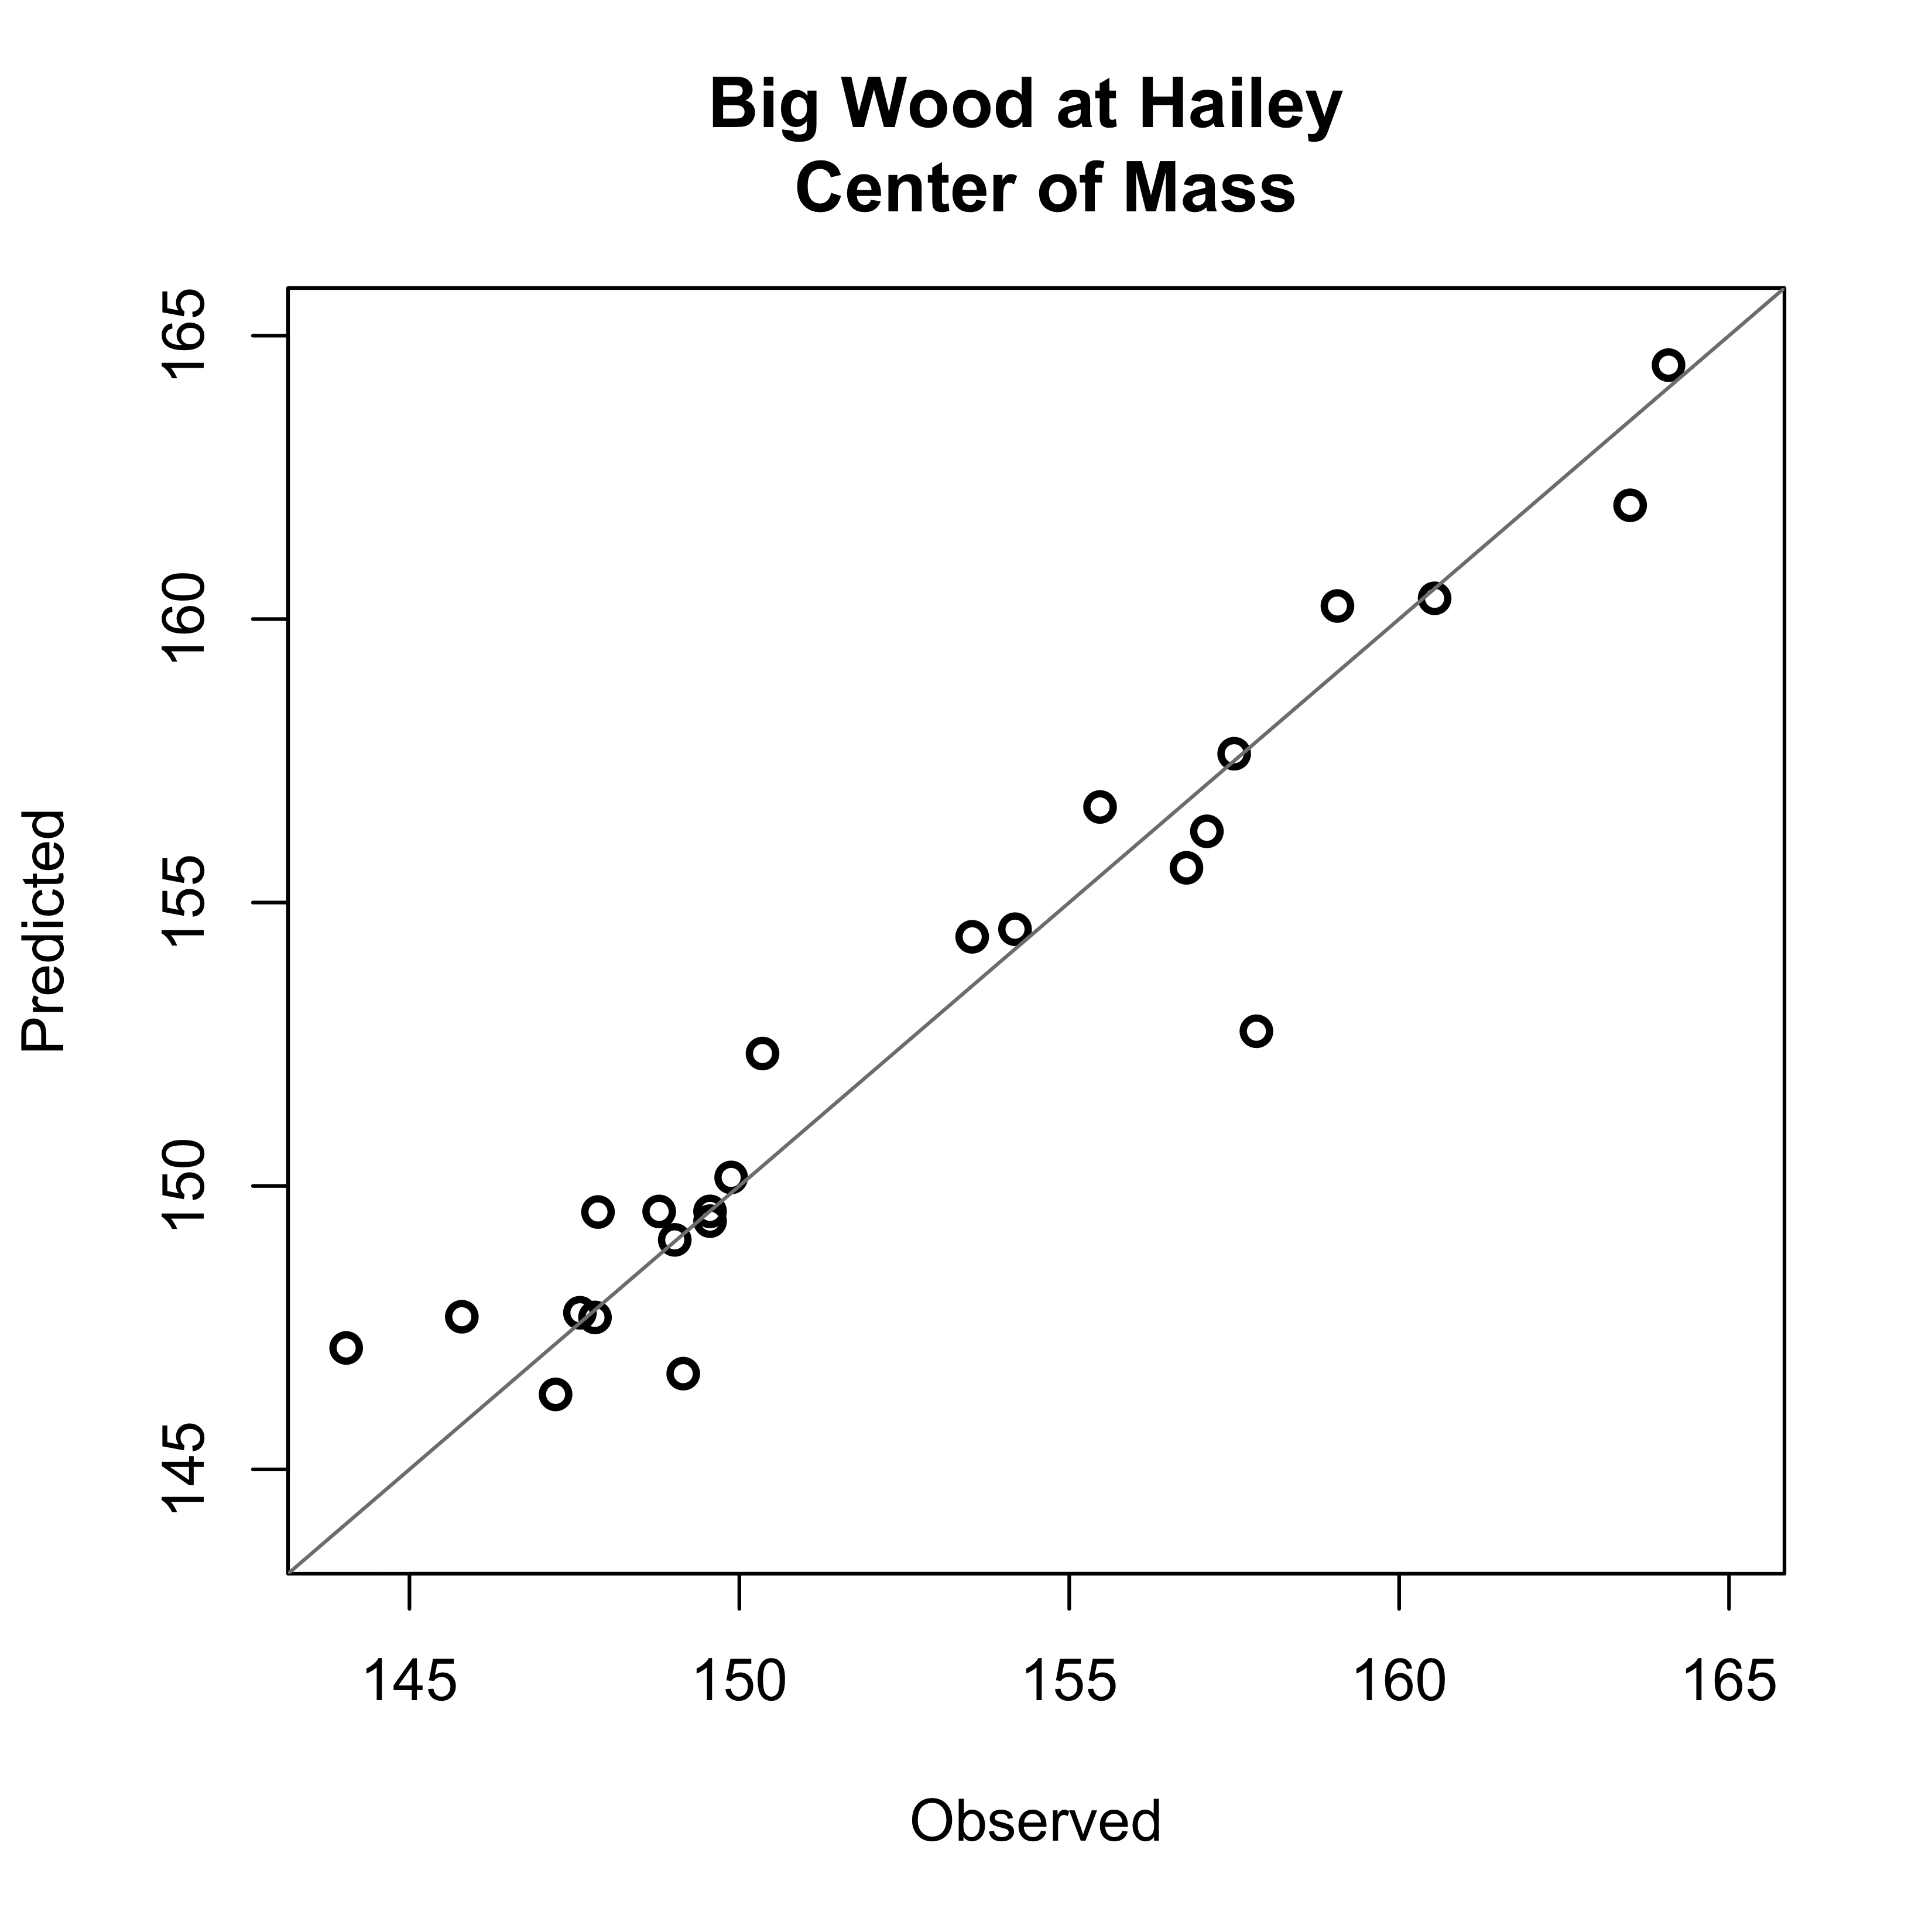 Big Wood at Hailey
Center of Mass
165
160
155
150
145
Predicted
145 150 155 160 165
Observed